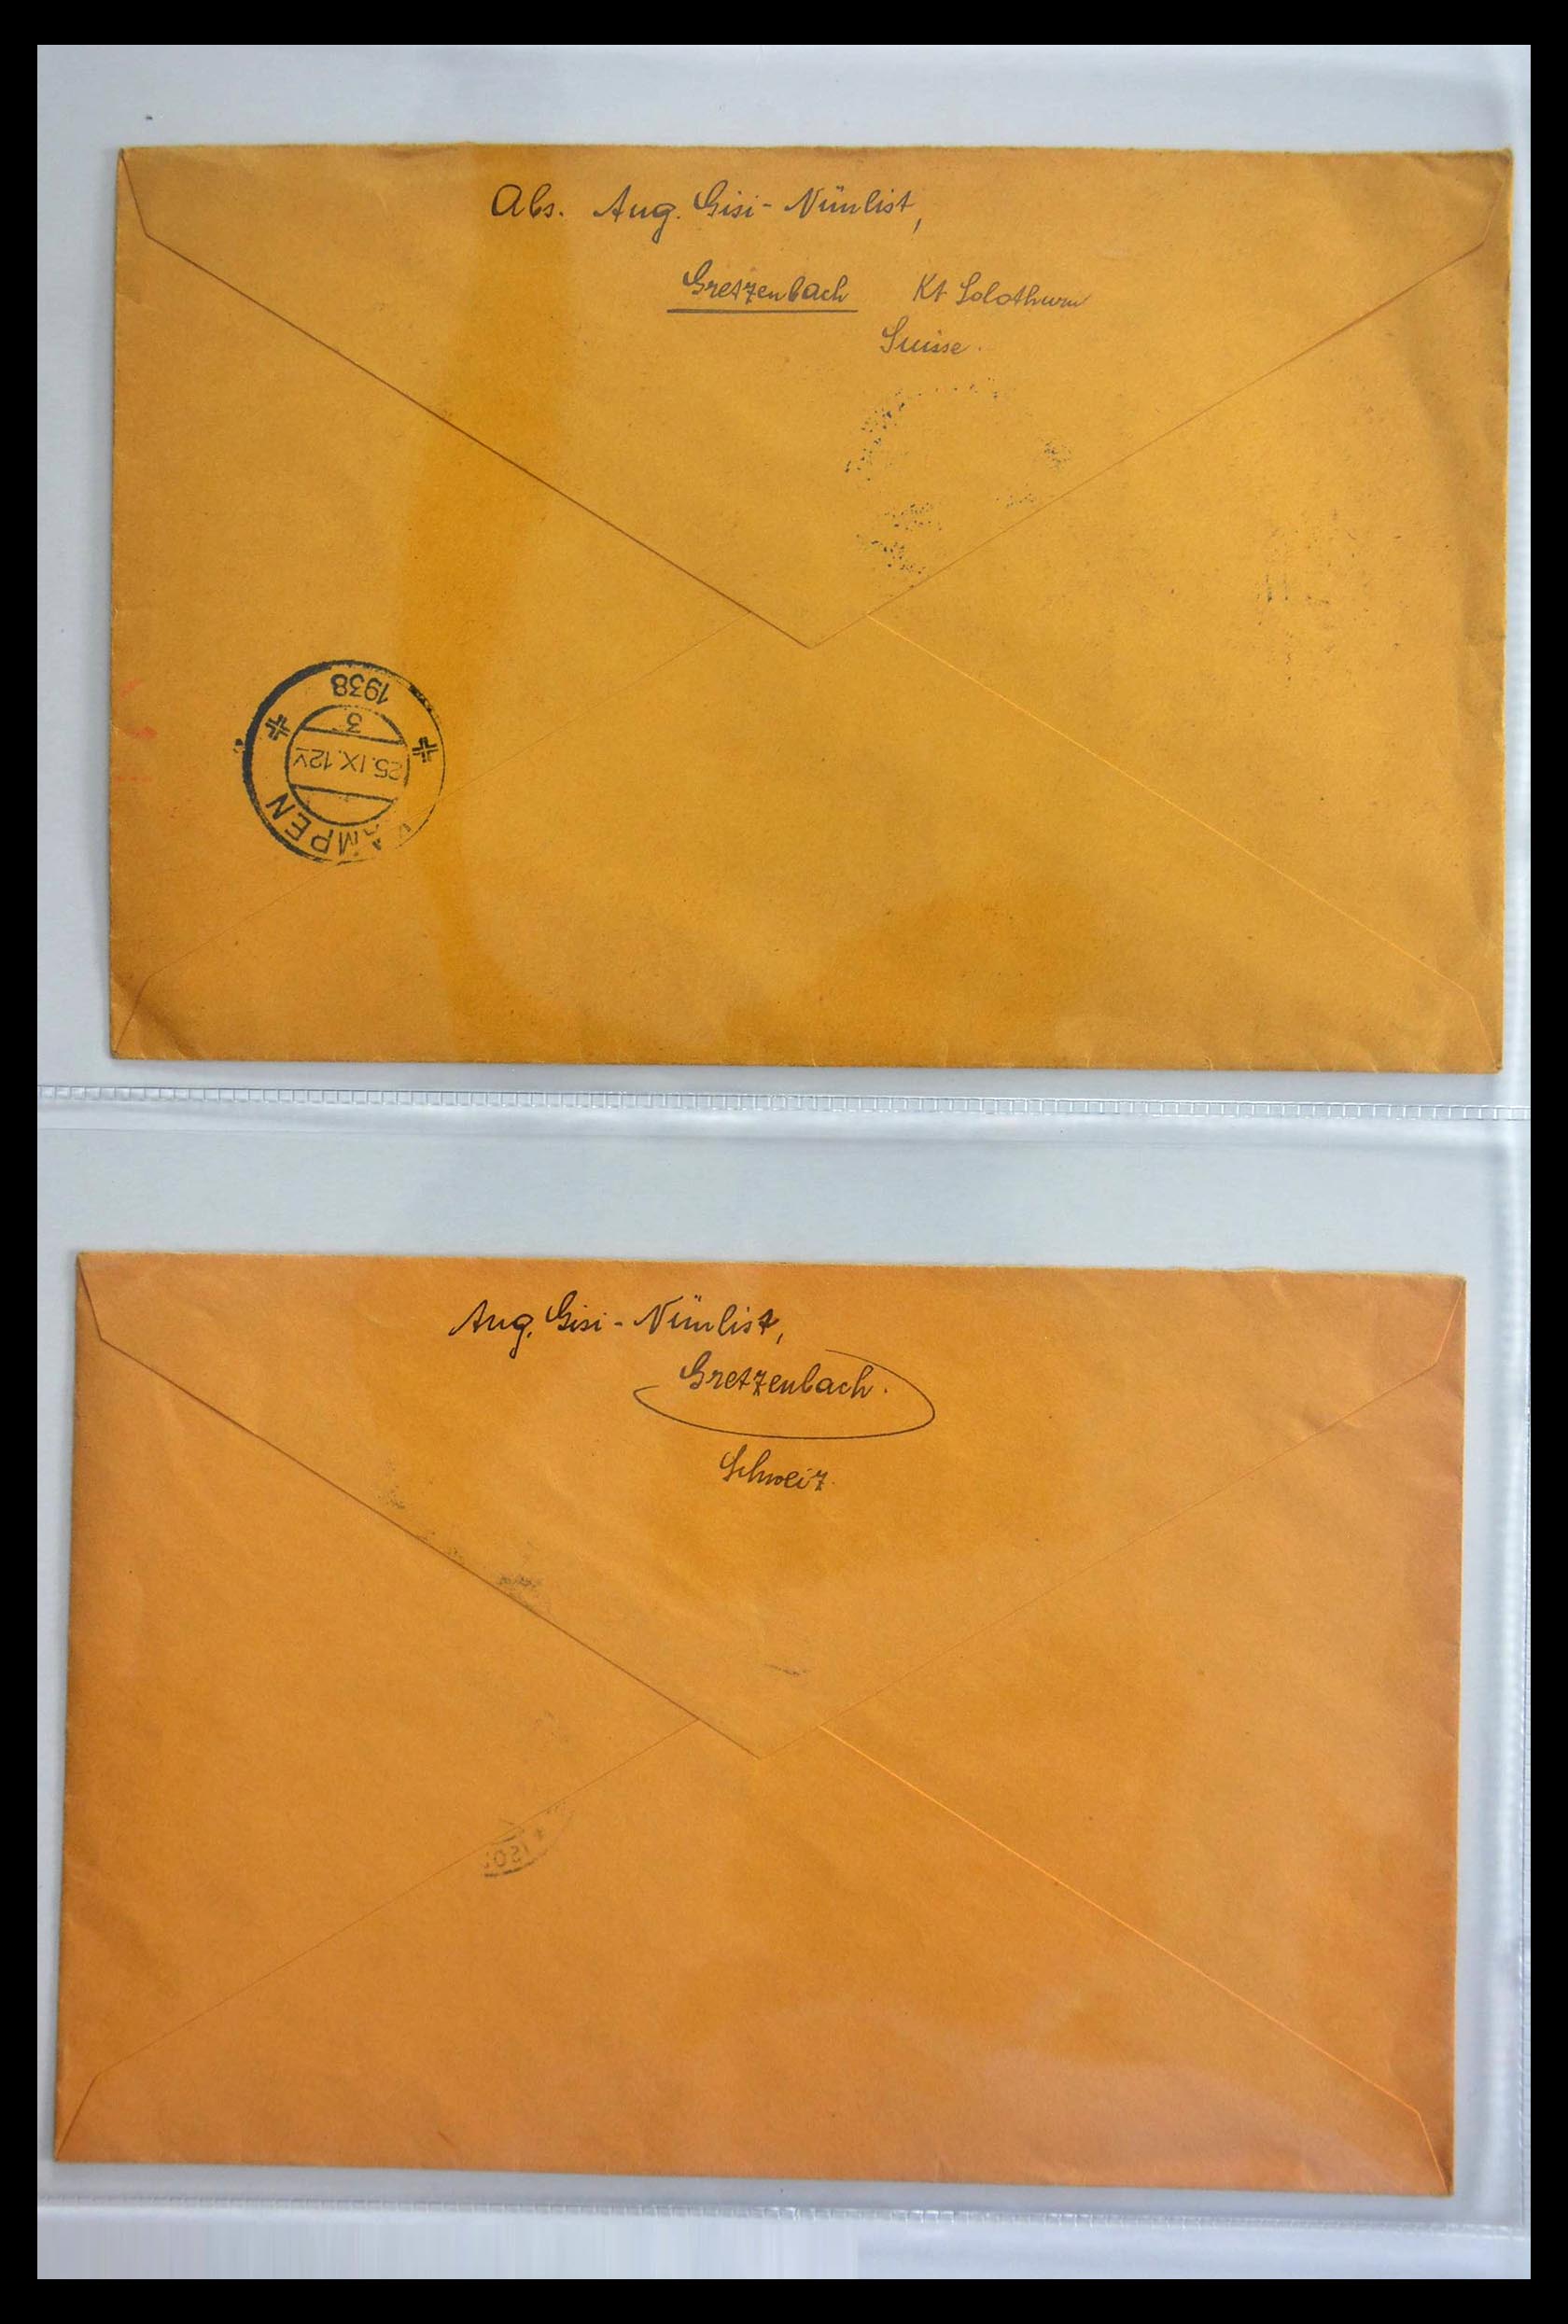 Abs. Aug. Gisi-Nünlist,
Gretzenbach Kt Solothurn
Suisse.
KAMPEN
25.IX.12V
3
1938
Aug. Gisi-Nünlist,
Gretzenbach.
Schweiz.